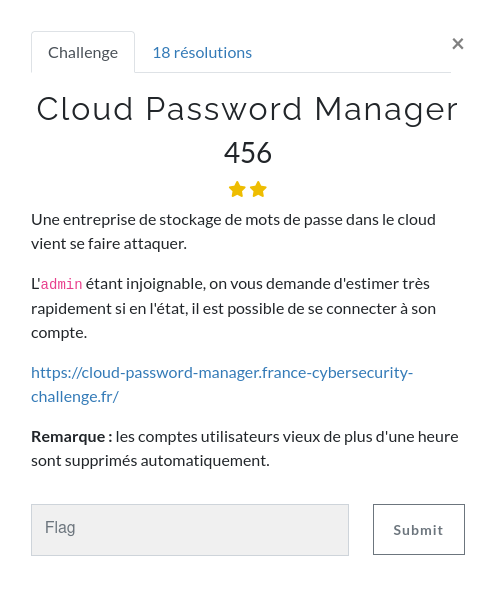 Challenge
18 résolutions
×
Cloud Password Manager
456
Une entreprise de stockage de mots de passe dans le cloud
vient se faire attaquer.
L'admin étant injoignable, on vous demande d'estimer très
rapidement si en l'état, il est possible de se connecter à son
compte.
https://cloud-password-manager.france-cybersecurity-
challenge.fr/
Remarque : les comptes utilisateurs vieux de plus d'une heure
sont supprimés automatiquement.
Flag
Submit